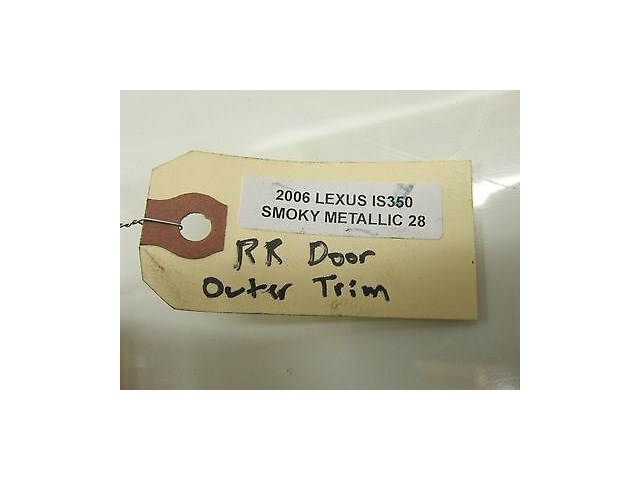 2006 LEXUS IS350
SMOKY METALLIC 28
RR Door
Outer Trim